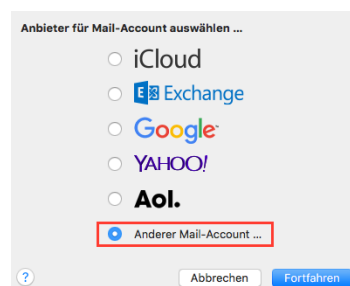 Anbieter für Mail-Account auswählen ...
iCloud
E Exchange
Google
YAHOO!
Aol.
Anderer Mail-Account ...
? Abbrechen Fortfahren